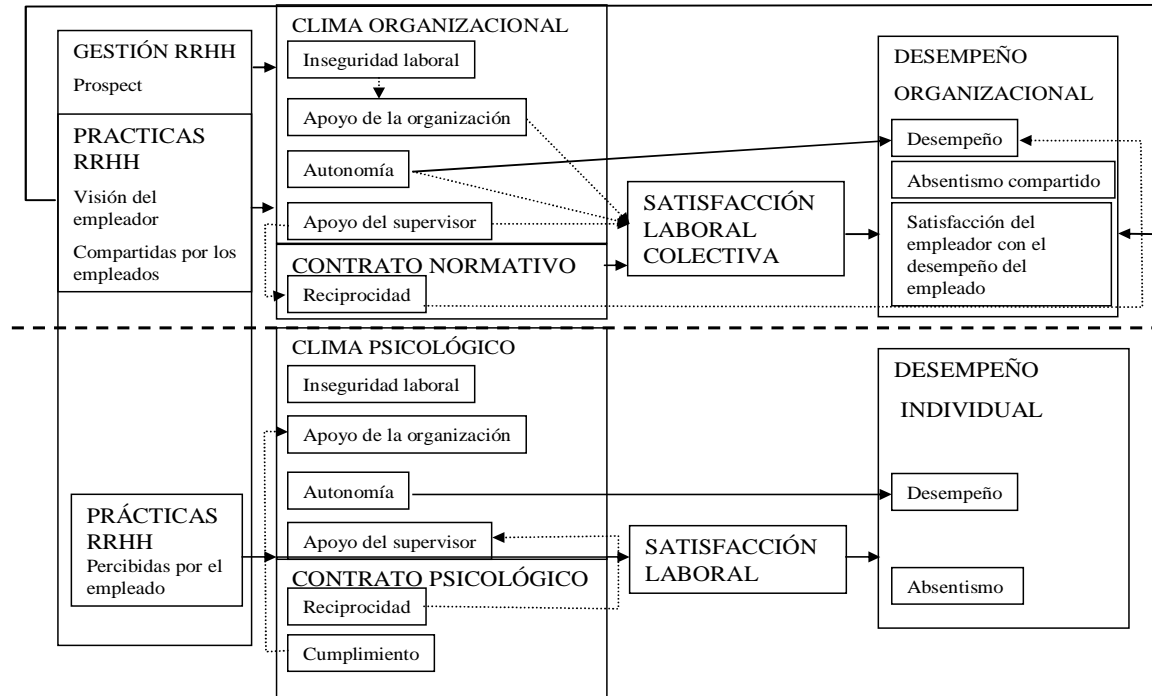 GESTIÓN RRHH
Prospect
PRACTICAS
RRHH
Visión del
empleador
Compartidas por los
empleados
CLIMA ORGANIZACIONAL
Inseguridad laboral
Apoyo de la organización
Autonomía
Apoyo del supervisor
CONTRATO NORMATIVO
Reciprocidad
SATISFACCIÓN
LABORAL
COLECTIVA
DESEMPEÑO
ORGANIZACIONAL
Desempeño
Absentismo compartido
Satisfacción del
empleador con el
desempeño del
empleado
PRÁCTICAS
RRHH
Percibidas por el
empleado
CLIMA PSICOLÓGICO
Inseguridad laboral
Apoyo de la organización
Autonomía
Apoyo del supervisor
CONTRATO PSICOLÓGICO
Reciprocidad
Cumplimiento
SATISFACCIÓN
LABORAL
DESEMPEÑO
INDIVIDUAL
Desempeño
Absentismo